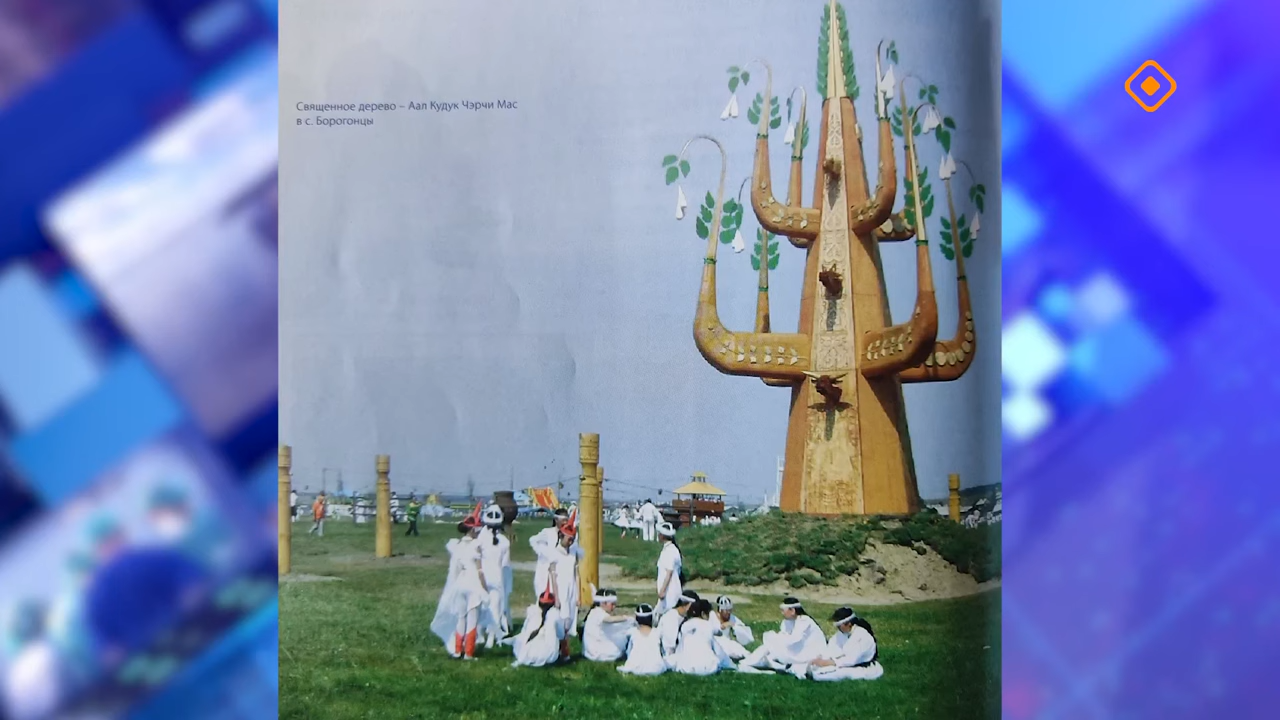 Священное дерево – Аал Кудук Чэрчи Мас
в с. Борогонцы